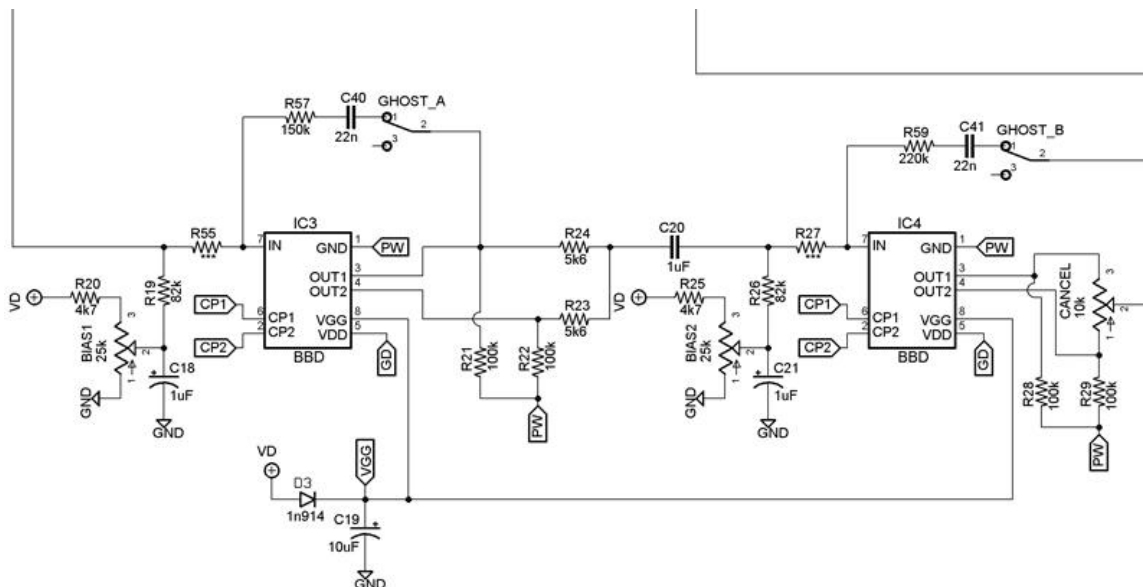 R57
150k
C40
22n
GHOST_A
1
2
3
R59
220k
C41
22n
GHOST_B
1
2
3
R55
***
IC3
7 IN
GND 1
PW
OUT1 3
OUT2 4
VGG 8
VDD 5
6 CP1
2 CP2
BBD
CP1
CP2
GD
R19
82k
VD
R20
4k7
BIAS1
25k
3
2
1
GND
C18
1uF
GND
R24
5k6
R23
5k6
R21
100k
R22
100k
PW
C20
1uF
R27
***
IC4
7 IN
GND 1
PW
OUT1 3
OUT2 4
VGG 8
VDD 5
6 CP1
2 CP2
BBD
CP1
CP2
GD
R26
82k
VD
R25
4k7
BIAS2
25k
3
2
1
GND
C21
1uF
GND
CANCEL
10k
3
2
1
R28
100k
R29
100k
PW
VD
D3
1n914
VGG
C19
10uF
GND